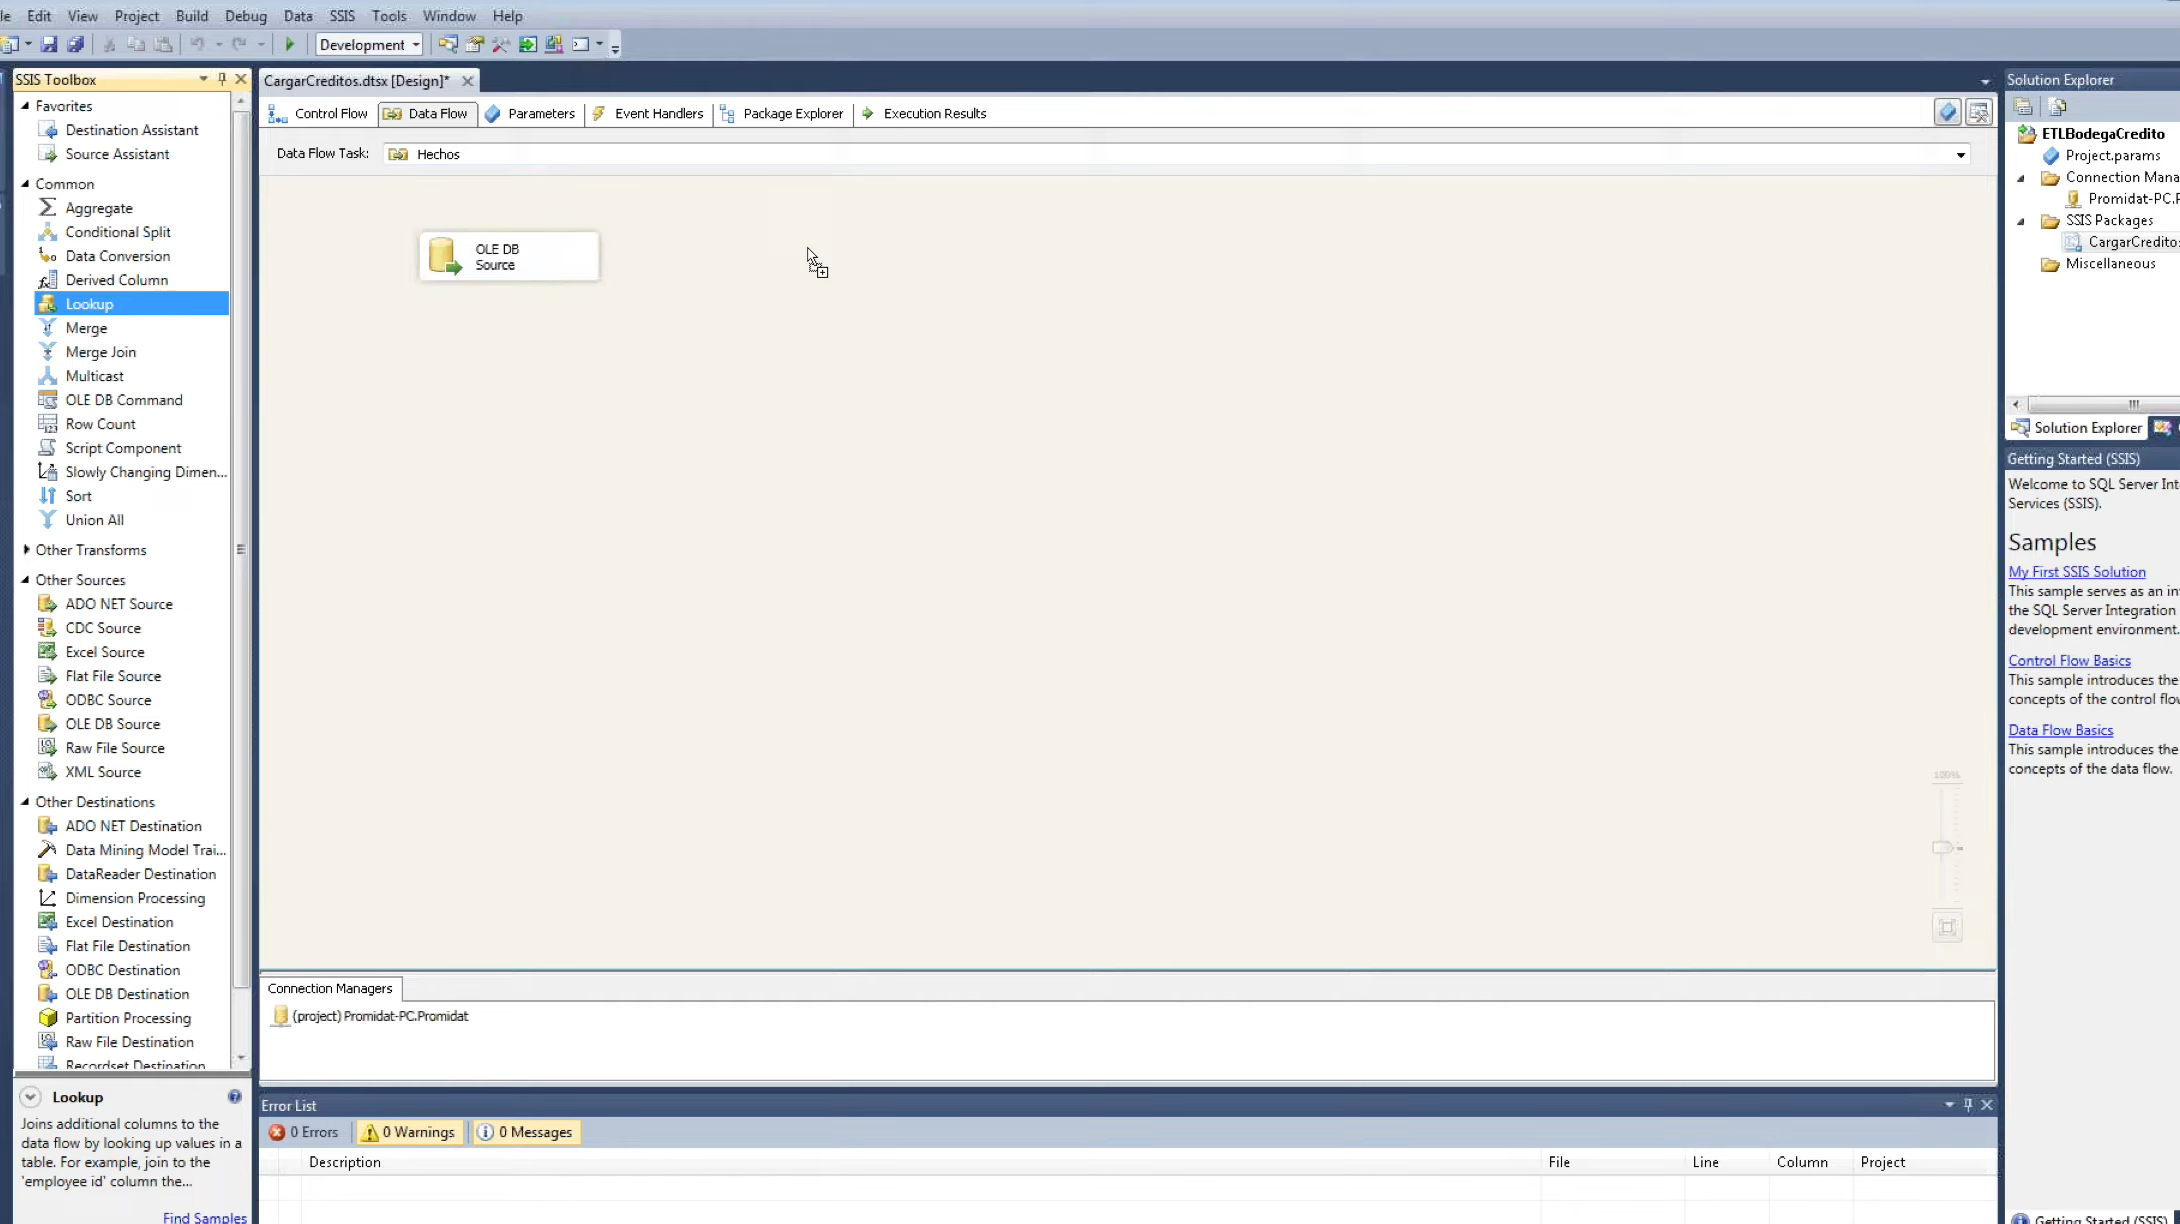 Edit View Project Build Debug Data SSIS Tools Window Help
Development
SSIS Toolbox
Favorites
Destination Assistant
Source Assistant
Common
Aggregate
Conditional Split
Data Conversion
Derived Column
Lookup
Merge
Merge Join
Multicast
OLE DB Command
Row Count
Script Component
Slowly Changing Dimen...
Sort
Union All
Other Transforms
Other Sources
ADO NET Source
CDC Source
Excel Source
Flat File Source
ODBC Source
OLE DB Source
Raw File Source
XML Source
Other Destinations
ADO NET Destination
Data Mining Model Trai...
DataReader Destination
Dimension Processing
Excel Destination
Flat File Destination
ODBC Destination
OLE DB Destination
Partition Processing
Raw File Destination
Recordset Destination
Lookup
Joins additional columns to the
data flow by looking up values in a
table. For example, join to the
'employee id' column the...
Find Samples
CargarCreditos.dtsx [Design]*
Control Flow Data Flow Parameters Event Handlers Package Explorer Execution Results
Data Flow Task: Hechos
OLE DB
Source
100%
Connection Managers
(project) Promidat-PC.Promidat
Error List
0 Errors 0 Warnings 0 Messages
Description File Line Column Project
Solution Explorer
ETLBodegaCredito
Project.params
Connection Mana
Promidat-PC.P
SSIS Packages
CargarCredito
Miscellaneous
Solution Explorer
Getting Started (SSIS)
Welcome to SQL Server Int
Services (SSIS).
Samples
My First SSIS Solution
This sample serves as an in
the SQL Server Integration
development environment.
Control Flow Basics
This sample introduces the
concepts of the control flow
Data Flow Basics
This sample introduces the
concepts of the data flow.
Getting Started (SSIS)